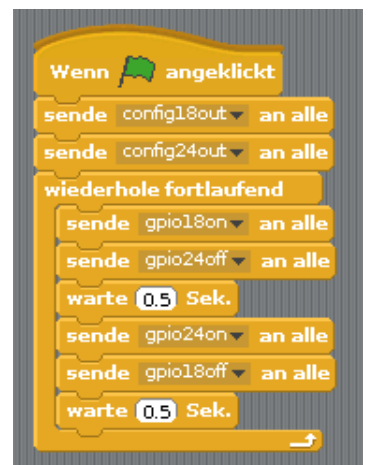 Wenn angeklickt
sende config18out an alle
sende config24out an alle
wiederhole fortlaufend
sende gpio18on an alle
sende gpio24off an alle
warte 0.5 Sek.
sende gpio24on an alle
sende gpio18off an alle
warte 0.5 Sek.